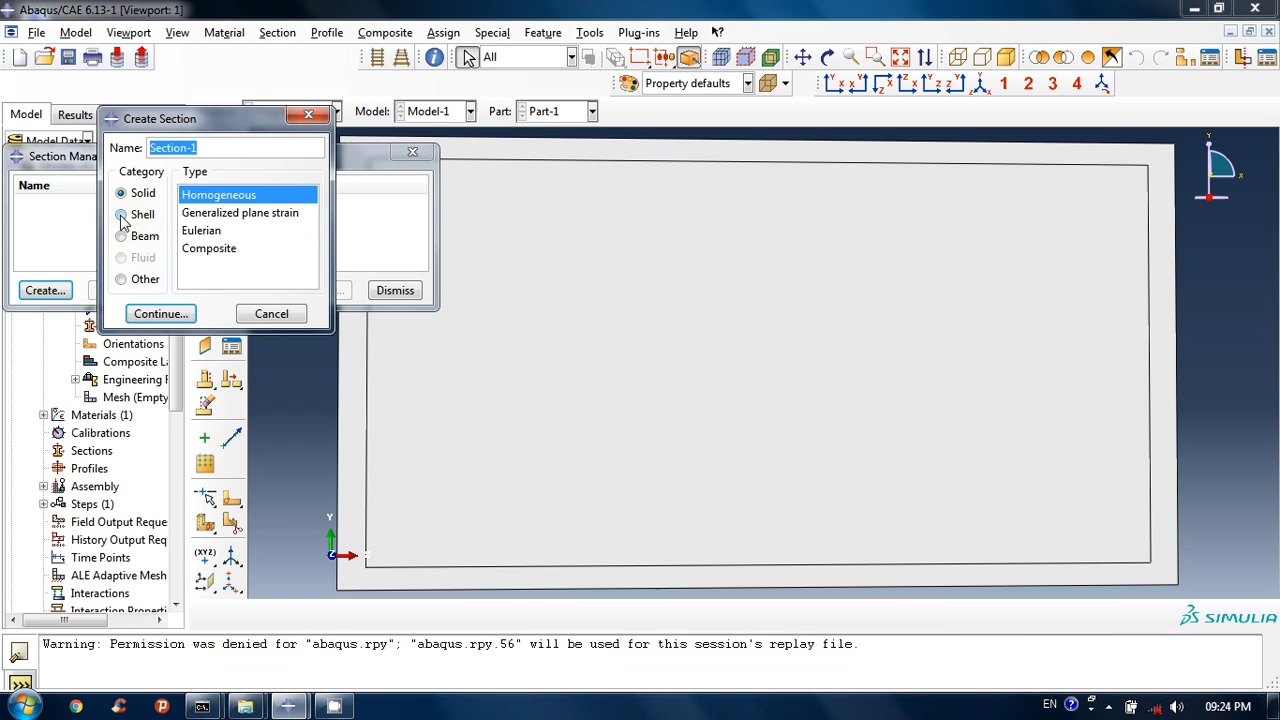 Abaqus/CAE 6.13-1 [Viewport: 1]
File Model Viewport View Material Section Profile Composite Assign Special Feature Tools Plug-ins Help
All
Property defaults
1 2 3 4
Model Results
Model: Model-1 Part: Part-1
Model Data
Section Mana
Name
Create...
Dismiss
Create Section
Name: Section-1
Category Type
Solid
Shell
Beam
Fluid
Other
Homogeneous
Generalized plane strain
Eulerian
Composite
Continue... Cancel
Orientations
Composite La
Engineering F
Mesh (Empty
Materials (1)
Calibrations
Sections
Profiles
Assembly
Steps (1)
Field Output Reque
History Output Req
Time Points
ALE Adaptive Mesh
Interactions
Interaction Properti
(XYZ)
Y
Z
Y
X
SIMULIA
Warning: Permission was denied for "abaqus.rpy"; "abaqus.rpy.56" will be used for this session's replay file.
>>>
EN
09:24 PM